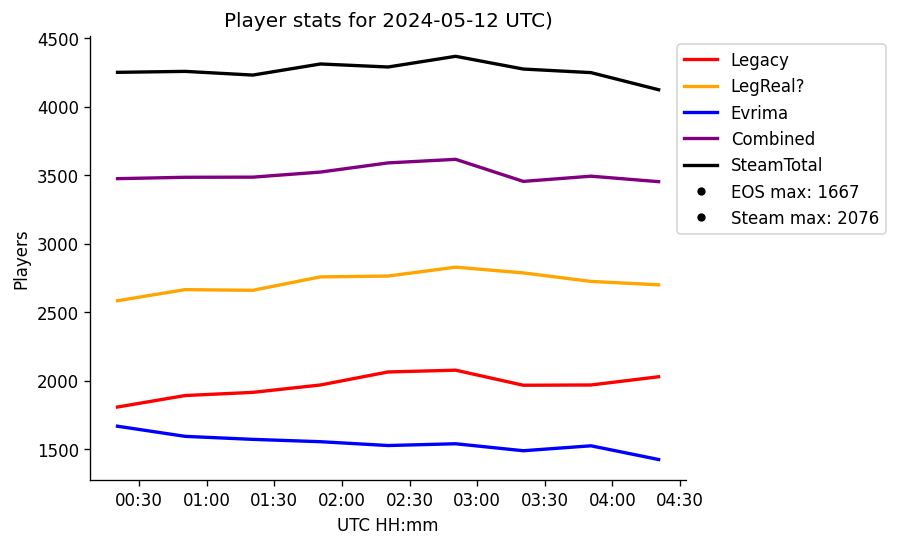 Player stats for 2024-05-12 UTC)
4500
4000
3500
3000
2500
2000
1500
Players
00:30 01:00 01:30 02:00 02:30 03:00 03:30 04:00 04:30
UTC HH:mm
Legacy
LegReal?
Evrima
Combined
SteamTotal
EOS max: 1667
Steam max: 2076